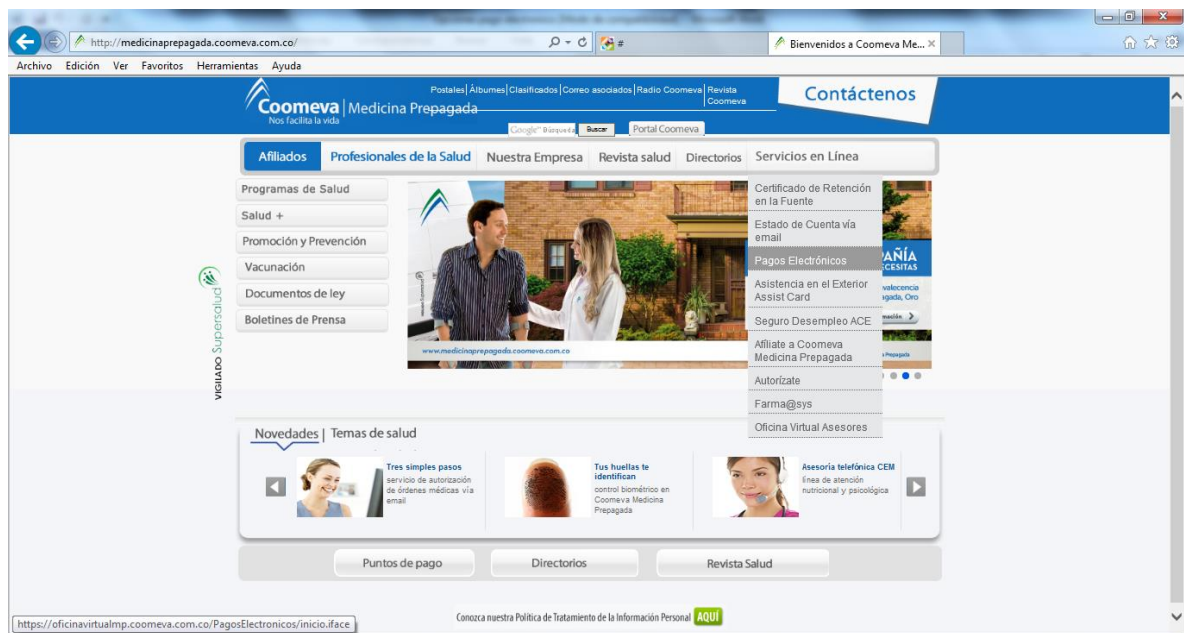 http://medicinaprepagada.coomeva.com.co/
#
Bienvenidos a Coomeva Me...
Archivo Edición Ver Favoritos Herramientas Ayuda
Coomeva | Medicina Prepagada
Nos facilita la vida
Postales| Álbumes| Clasificados| Correo asociados| Radio Coomeva| Revista Coomeva
Google Búsqueda Buscar Portal Coomeva
Contáctenos
Afiliados Profesionales de la Salud Nuestra Empresa Revista salud Directorios Servicios en Línea
Programas de Salud
Salud +
Promoción y Prevención
Vacunación
Documentos de ley
Boletines de Prensa
VIGILADO Supersalud
www.medicinaprepagada.coomeva.com.co
Certificado de Retención
en la Fuente
Estado de Cuenta vía
email
Pagos Electrónicos
Asistencia en el Exterior
Assist Card
Seguro Desempleo ACE
Afíliate a Coomeva
Medicina Prepagada
Autorízate
Farma@sys
Oficina Virtual Asesores
Novedades | Temas de salud
Tres simples pasos
servicio de autorización
de órdenes médicas vía
email
Tus huellas te
identifican
control biométrico en
Coomeva Medicina
Prepagada
Asesoría telefónica CEM
línea de atención
nutricional y psicológica
Puntos de pago Directorios Revista Salud
Conozca nuestra Política de Tratamiento de la Información Personal AQUÍ
https://oficinavirtualmp.coomeva.com.co/PagosElectronicos/inicio.iface